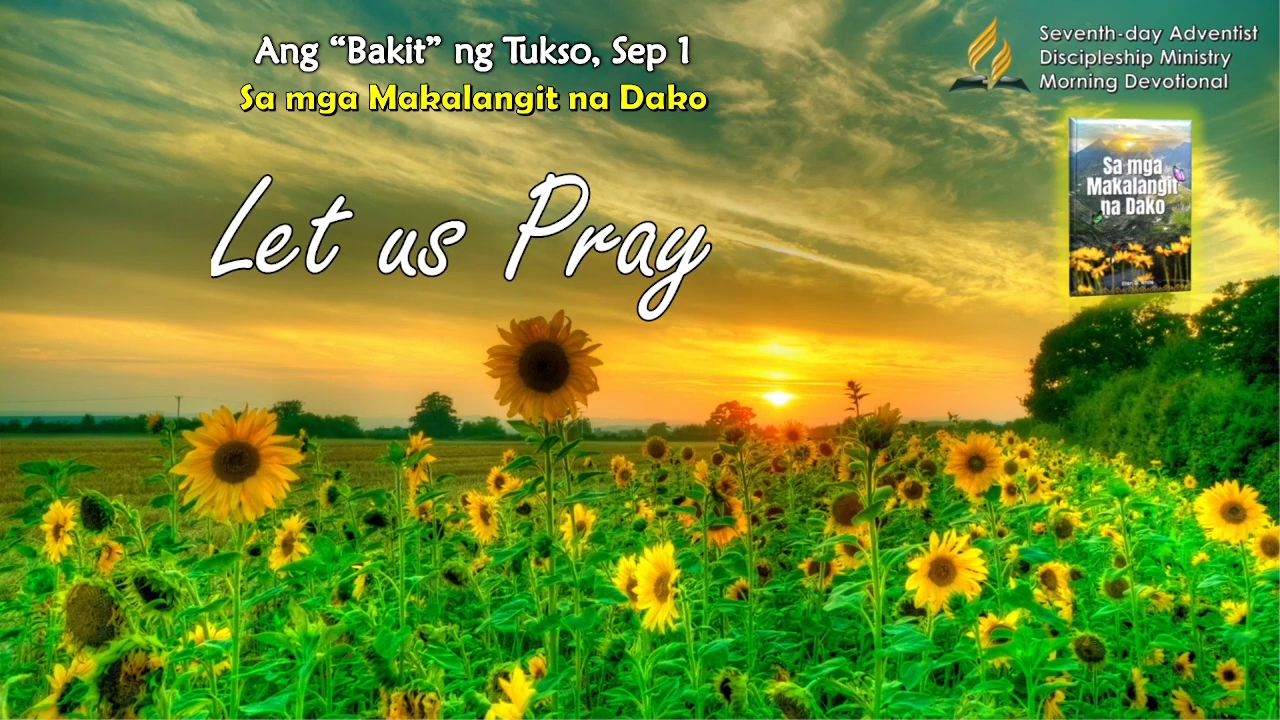 Ang “Bakit” ng Tukso, Sep 1
Sa mga Makalangit na Dako
Let us Pray
Seventh-day Adventist
Discipleship Ministry
Morning Devotional
Sa mga
Makalangit
na Dako